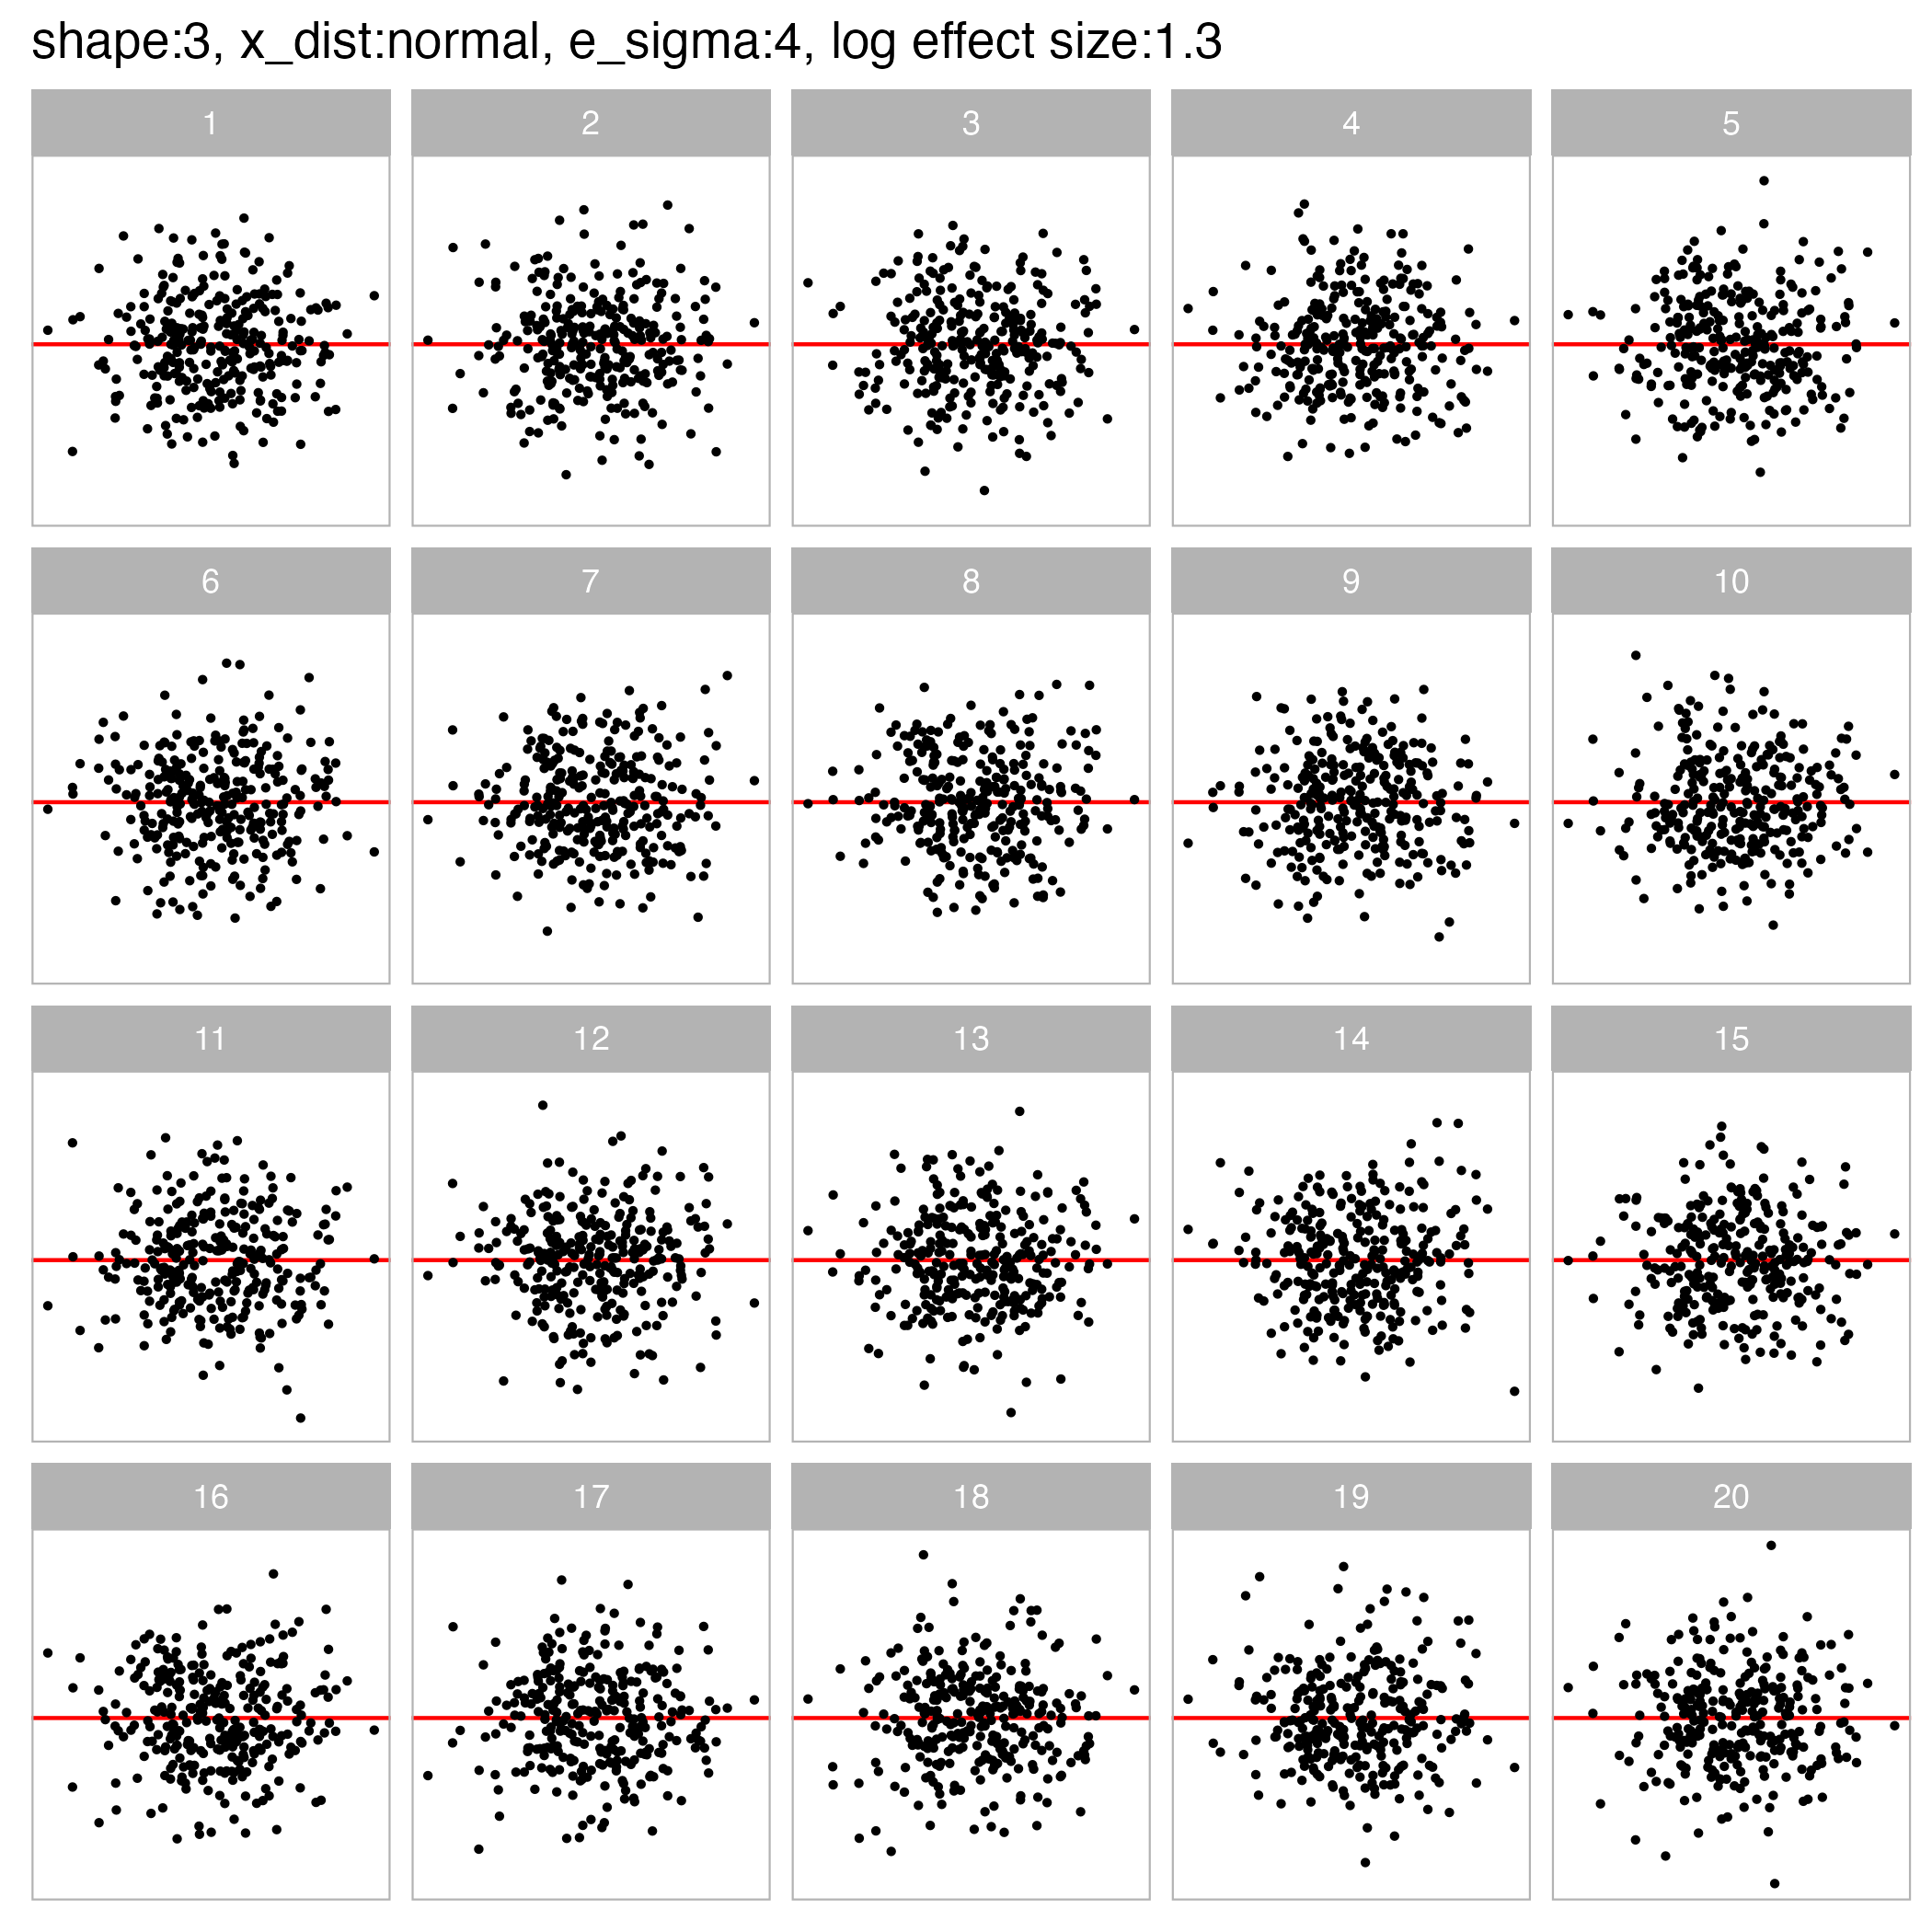 shape:3, x_dist:normal, e_sigma:4, log effect size:1.3
1 2 3 4 5
6 7 8 9 10
11 12 13 14 15
16 17 18 19 20